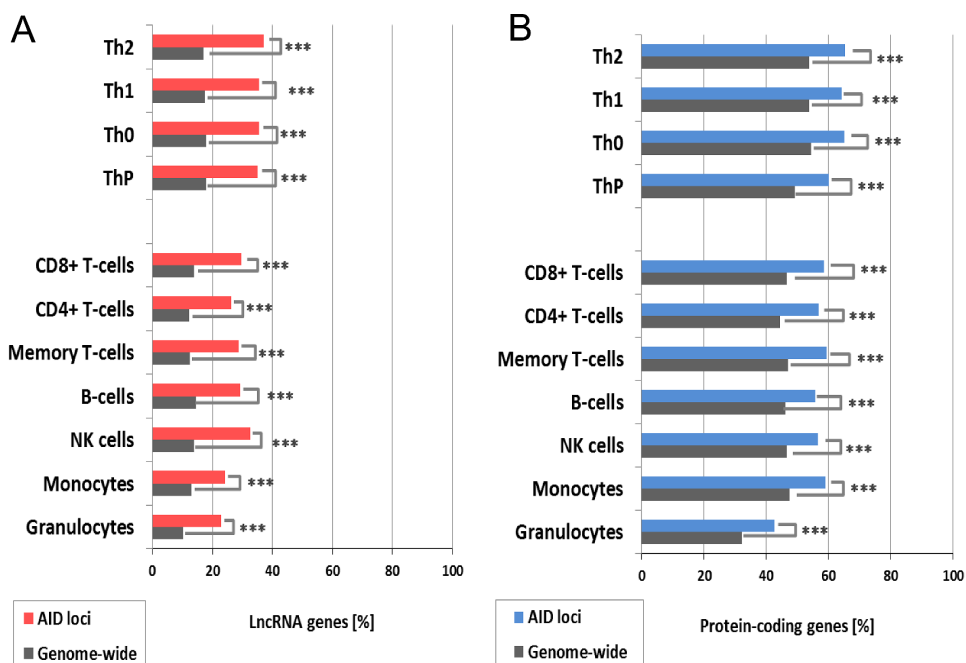 A
Th2
***
Th1
***
Th0
***
ThP
***
CD8+ T-cells
***
CD4+ T-cells
***
Memory T-cells
***
B-cells
***
NK cells
***
Monocytes
***
Granulocytes
***
0 20 40 60 80 100
AID loci
Genome-wide
LncRNA genes [%]
B
Th2
***
Th1
***
Th0
***
ThP
***
CD8+ T-cells
***
CD4+ T-cells
***
Memory T-cells
***
B-cells
***
NK cells
***
Monocytes
***
Granulocytes
***
0 20 40 60 80 100
AID loci
Genome-wide
Protein-coding genes [%]